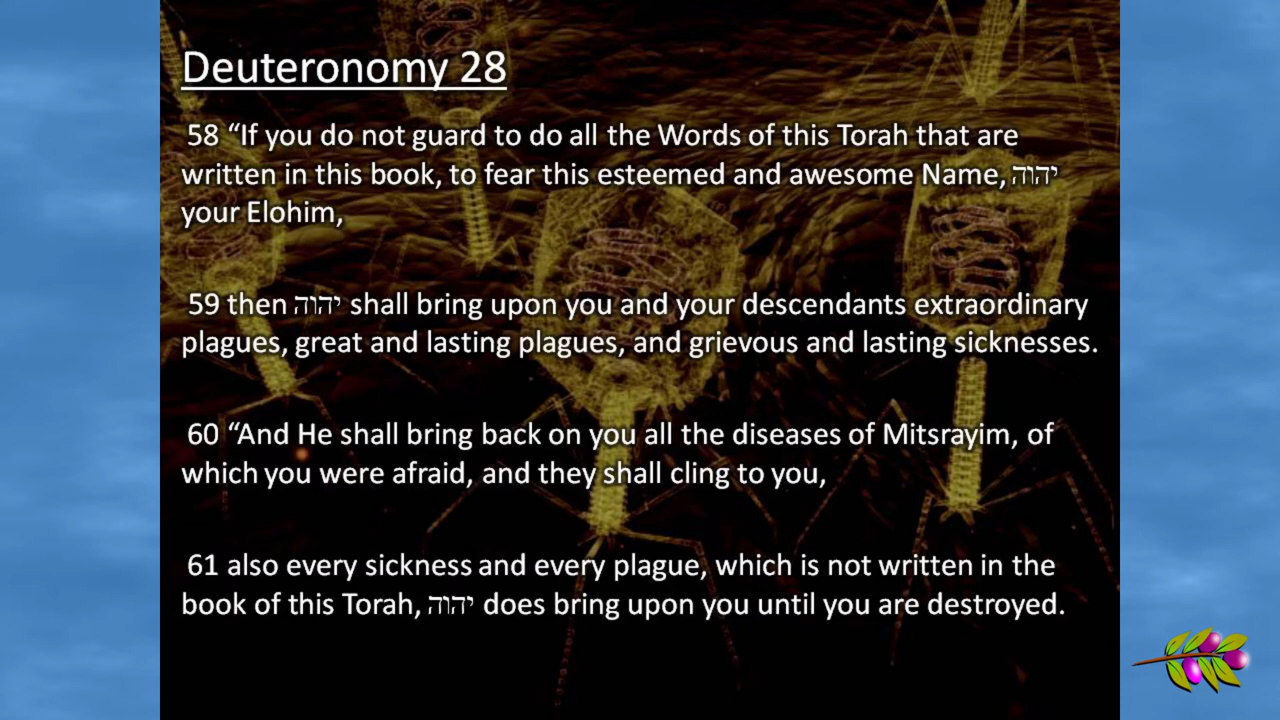 Deuteronomy 28
58 “If you do not guard to do all the Words of this Torah that are
written in this book, to fear this esteemed and awesome Name, יהוה
your Elohim,
59 then יהוה shall bring upon you and your descendants extraordinary
plagues, great and lasting plagues, and grievous and lasting sicknesses.
60 “And He shall bring back on you all the diseases of Mitsrayim, of
which you were afraid, and they shall cling to you,
61 also every sickness and every plague, which is not written in the
book of this Torah, יהוה does bring upon you until you are destroyed.